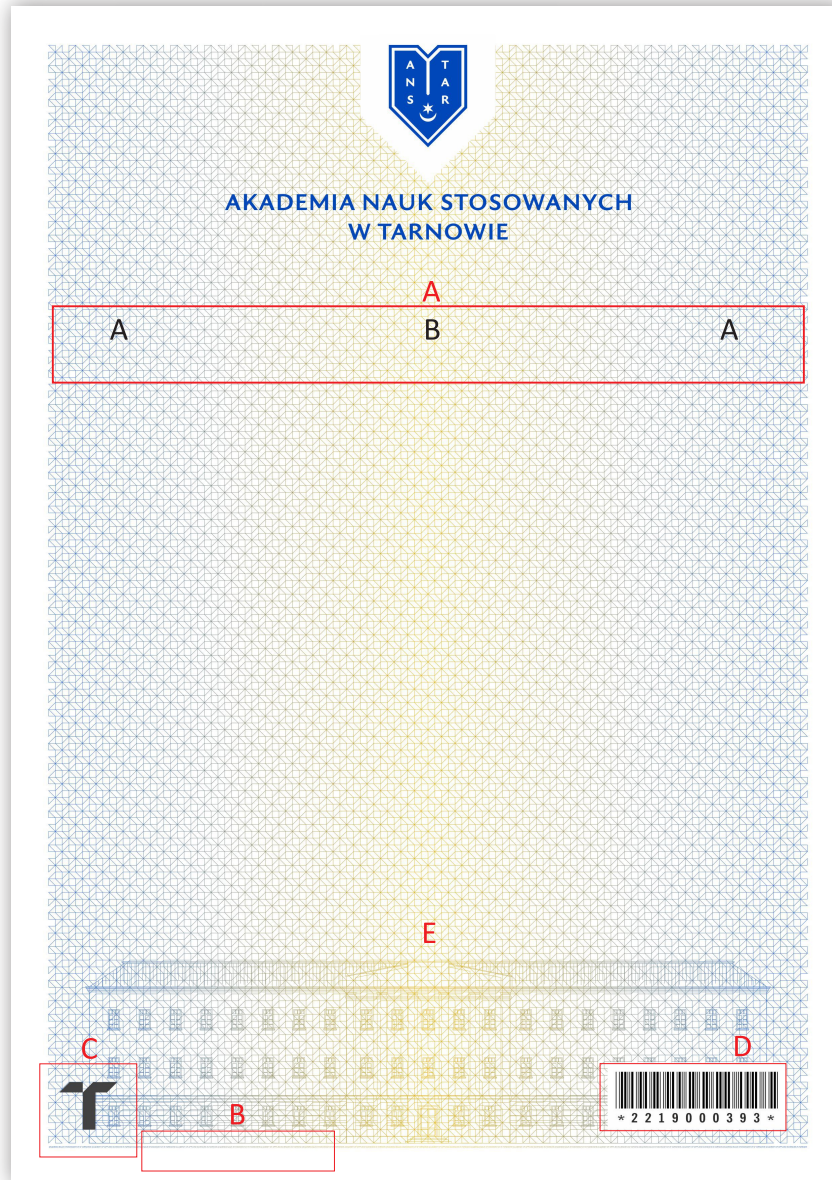 A T
N A
S R
AKADEMIA NAUK STOSOWANYCH
W TARNOWIE
A
A B A
E
C
D
B
*2219000393*